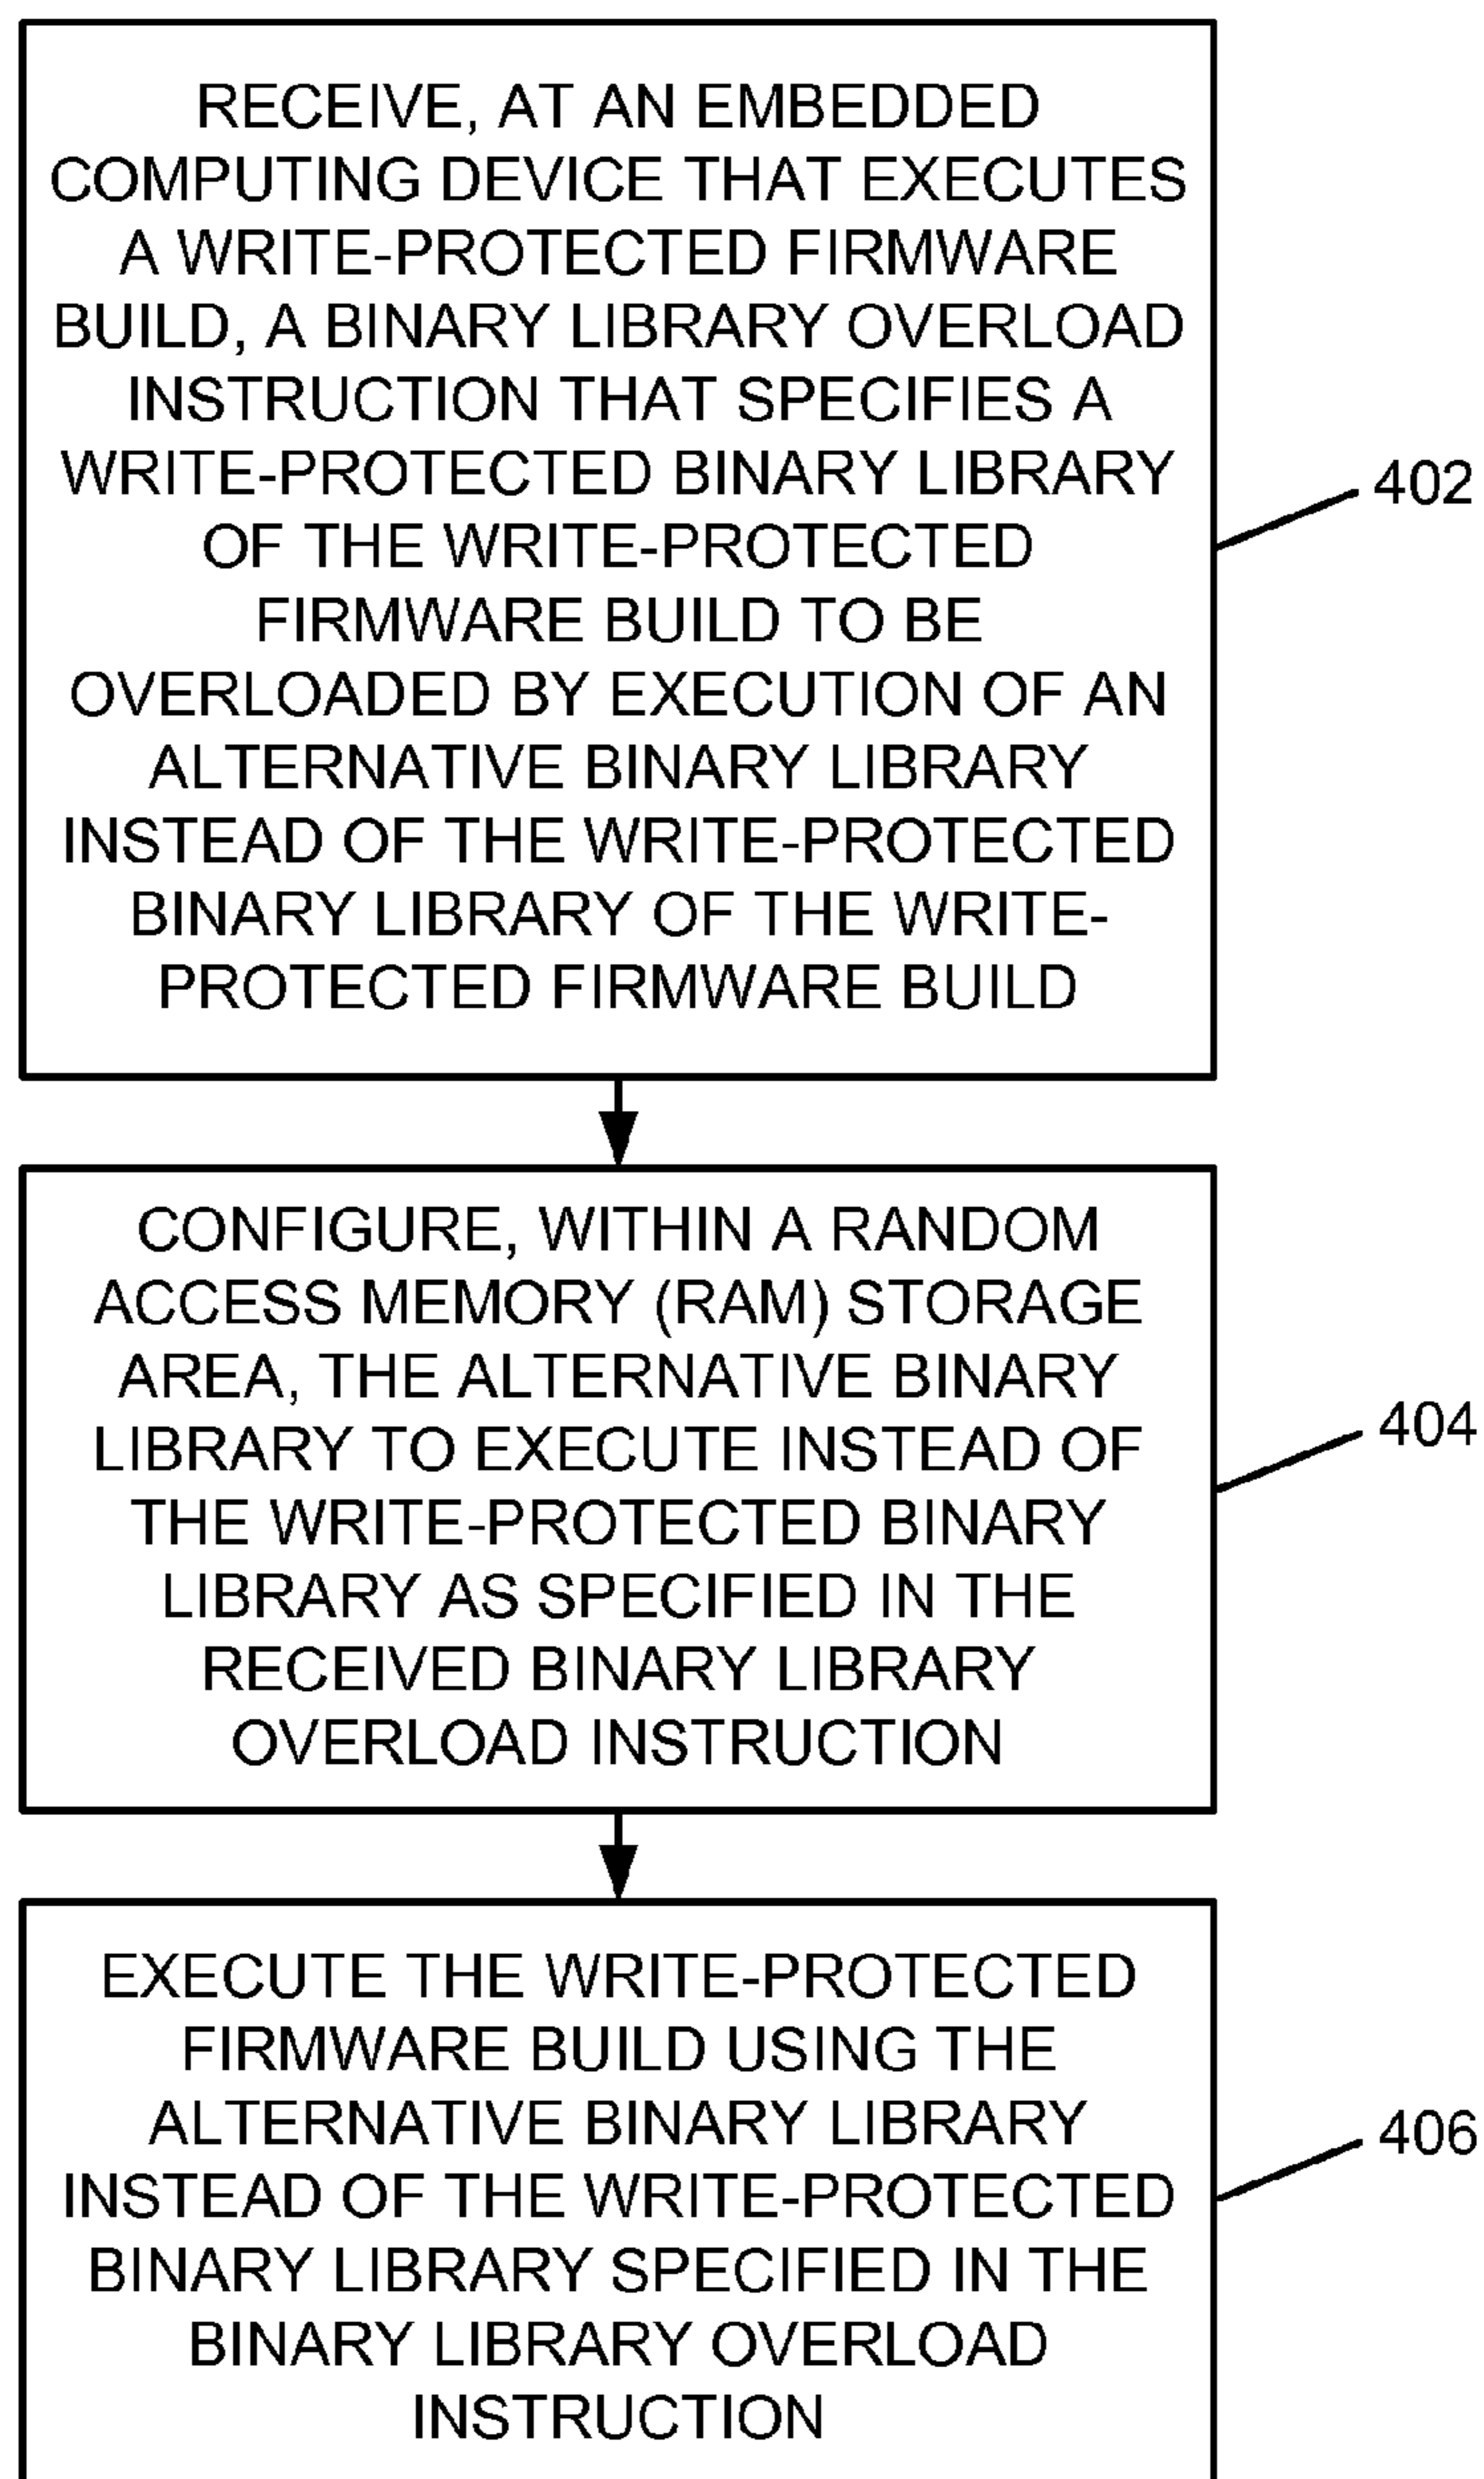 RECEIVE, AT AN EMBEDDED
COMPUTING DEVICE THAT EXECUTES
A WRITE-PROTECTED FIRMWARE
BUILD, A BINARY LIBRARY OVERLOAD
INSTRUCTION THAT SPECIFIES A
WRITE-PROTECTED BINARY LIBRARY
OF THE WRITE-PROTECTED
FIRMWARE BUILD TO BE
OVERLOADED BY EXECUTION OF AN
ALTERNATIVE BINARY LIBRARY
INSTEAD OF THE WRITE-PROTECTED
BINARY LIBRARY OF THE WRITE-
PROTECTED FIRMWARE BUILD
402
CONFIGURE, WITHIN A RANDOM
ACCESS MEMORY (RAM) STORAGE
AREA, THE ALTERNATIVE BINARY
LIBRARY TO EXECUTE INSTEAD OF
THE WRITE-PROTECTED BINARY
LIBRARY AS SPECIFIED IN THE
RECEIVED BINARY LIBRARY
OVERLOAD INSTRUCTION
404
EXECUTE THE WRITE-PROTECTED
FIRMWARE BUILD USING THE
ALTERNATIVE BINARY LIBRARY
INSTEAD OF THE WRITE-PROTECTED
BINARY LIBRARY SPECIFIED IN THE
BINARY LIBRARY OVERLOAD
INSTRUCTION
406